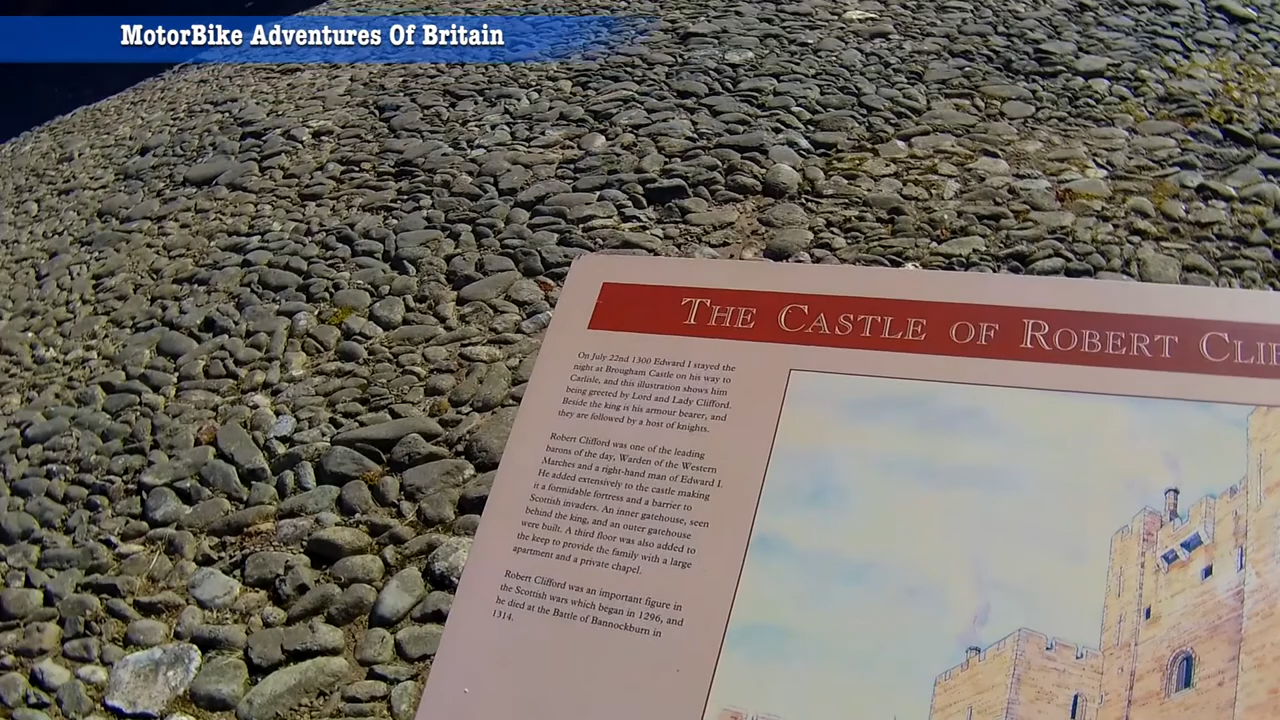 MotorBike Adventures Of Britain
THE CASTLE OF ROBERT CLIF
On July 22nd 1300 Edward I stayed the
night at Brougham Castle on his way to
Carlisle, and this illustration shows him
being greeted by Lord and Lady Clifford.
Beside the king is his armour bearer, and
they are followed by a host of knights.
Robert Clifford was one of the leading
barons of the day, Warden of the Western
Marches and a right-hand man of Edward I.
He added extensively to the castle making
it a formidable fortress and a barrier to
Scottish invaders. An inner gatehouse, seen
behind the king, and an outer gatehouse
were built. A third floor was also added to
the keep to provide the family with a large
apartment and a private chapel.
Robert Clifford was an important figure in
the Scottish wars which began in 1296, and
he died at the Battle of Bannockburn in
1314.